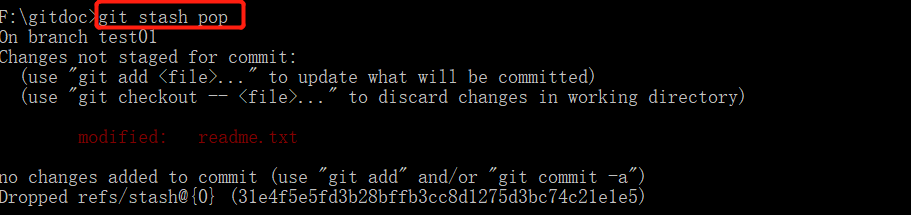 F:\gitdoc>git stash pop
On branch test01
Changes not staged for commit:
(use "git add <file>..." to update what will be committed)
(use "git checkout -- <file>..." to discard changes in working directory)
modified: readme.txt
no changes added to commit (use "git add" and/or "git commit -a")
Dropped refs/stash@{0} (31e4f5e5fd3b28bffb3cc8d1275d3bc74c21e1e5)